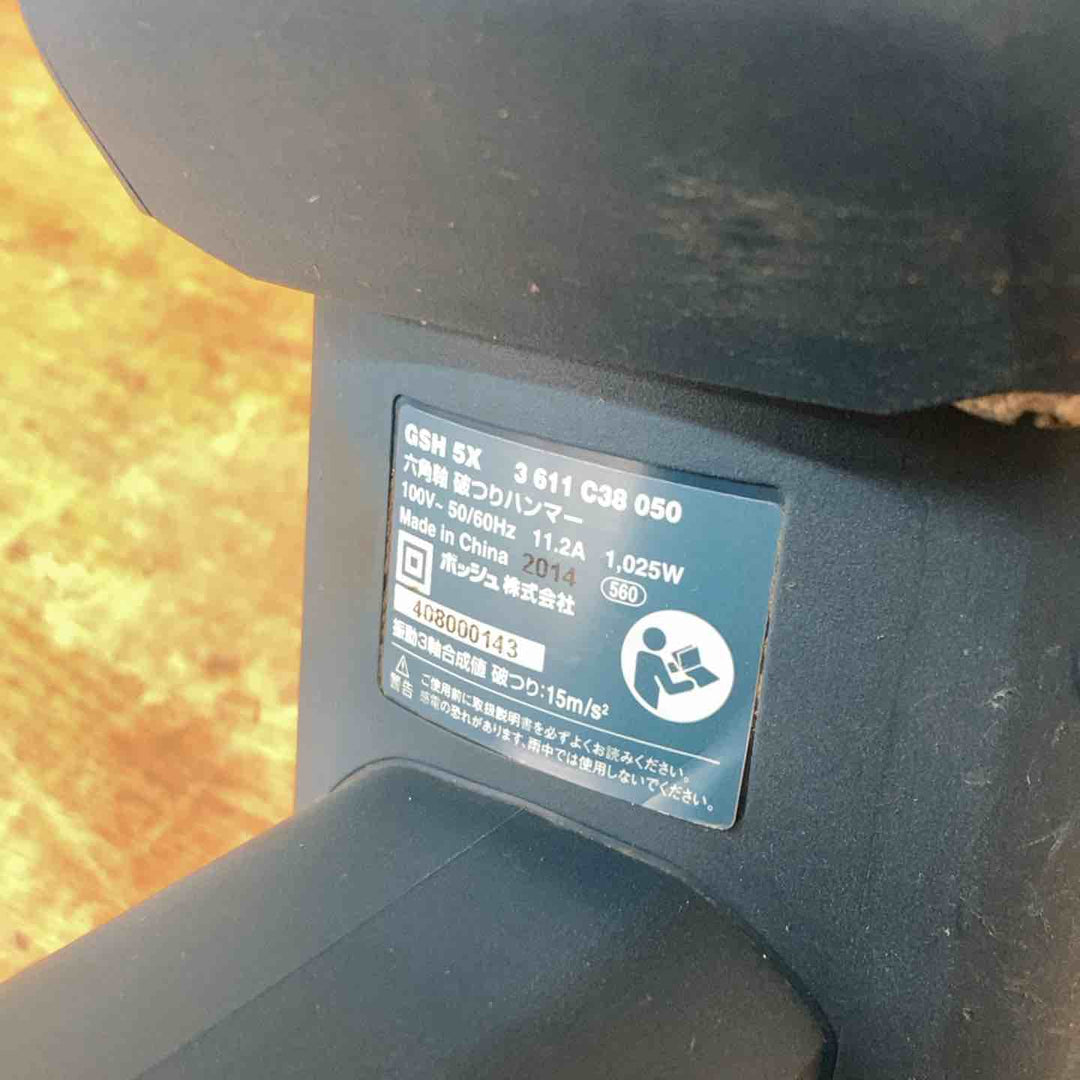 GSH 5X 3 611 C38 050
六角軸 破つりハンマー
100V~ 50/60Hz 11.2A 1,025W
Made in China 2014 560
ボッシュ株式会社
408000143
振動3軸合成値 破つり:15m/s²
警告 ご使用前に取扱説明書を必ずよくお読みください。
感電の恐れがあります、雨中では使用しないでください。